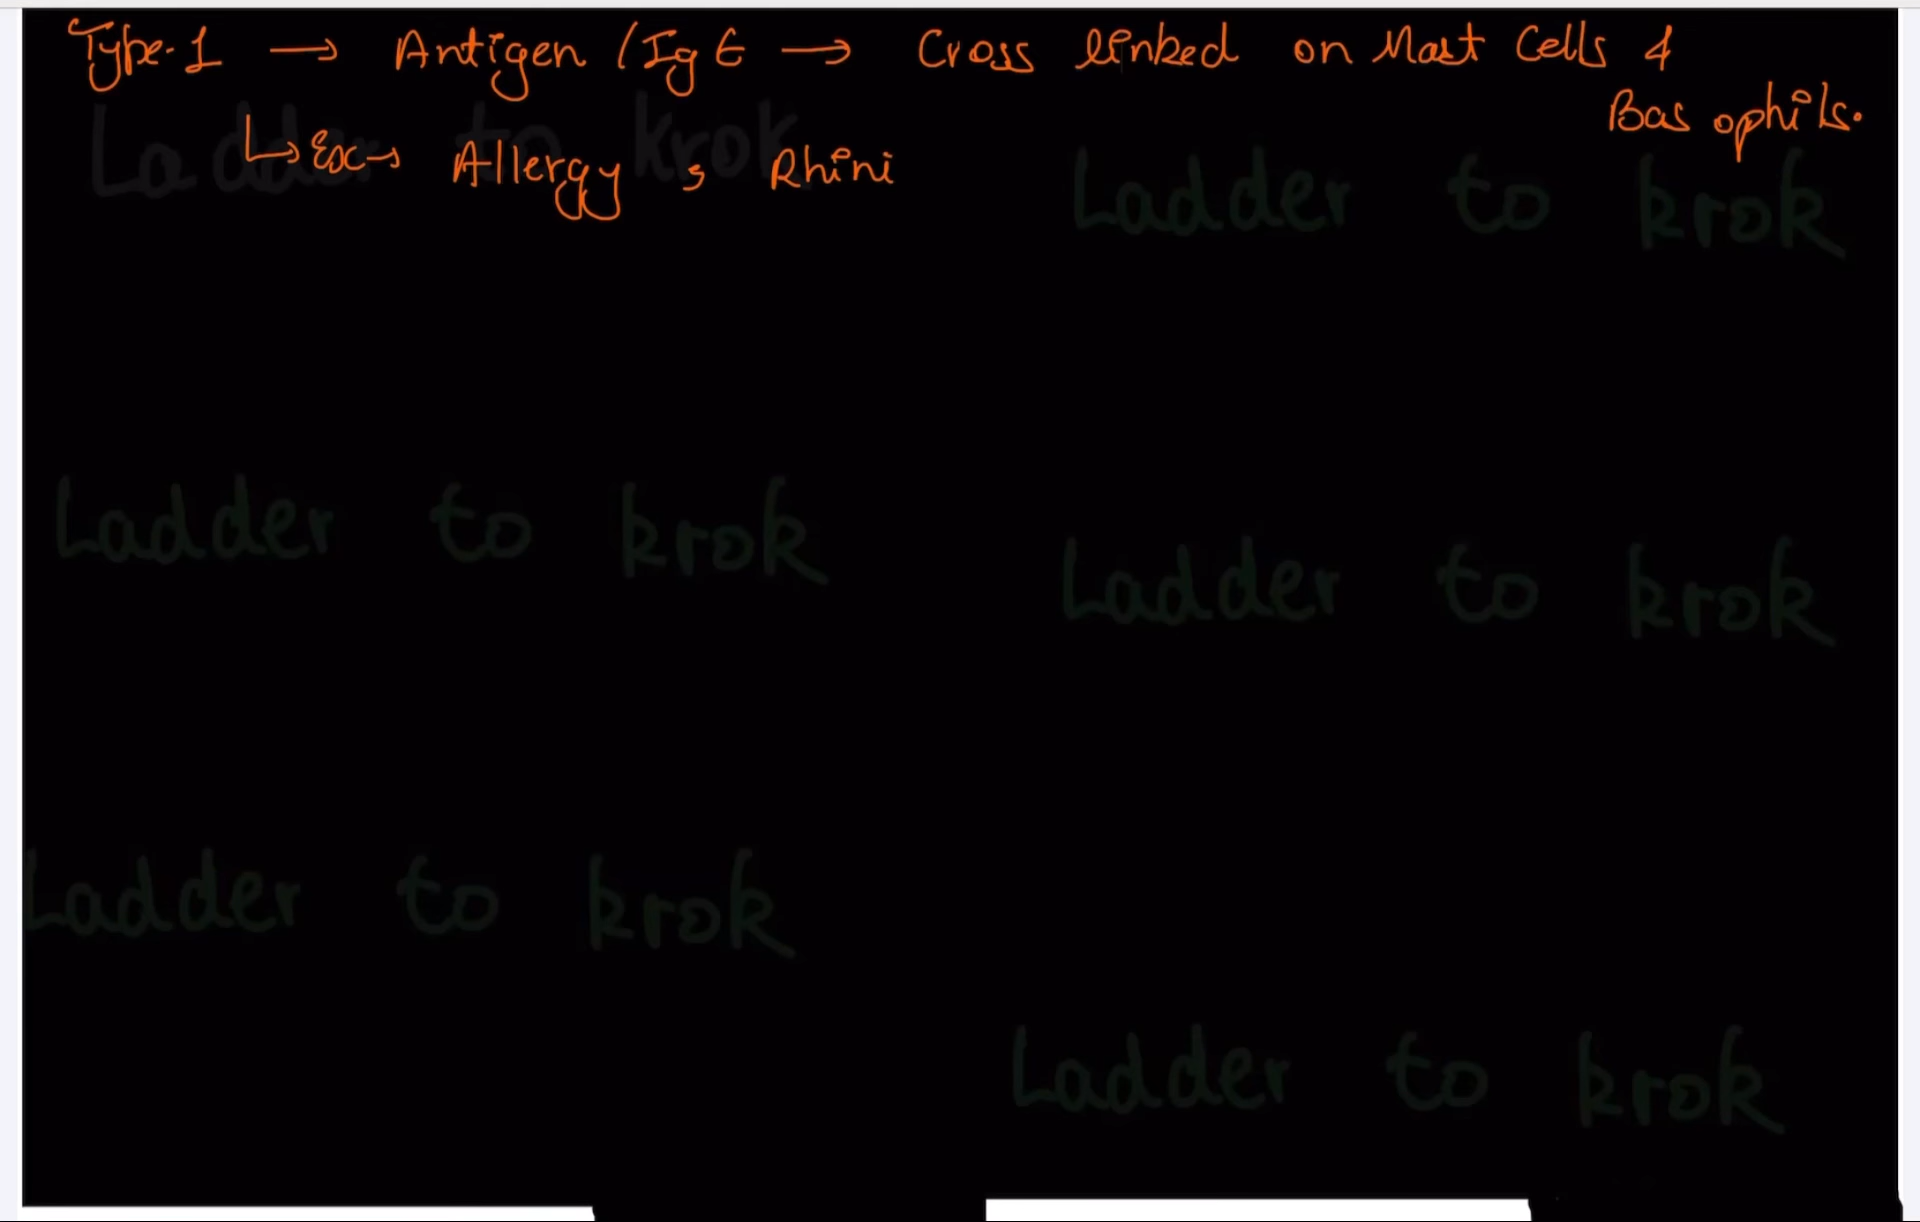 Type-1 → Antigen / IgE → Cross linked on Mast Cells &
Basophils.
↳ Ex → Allergy, Rhini
Ladder to krok
Ladder to krok
Ladder to krok
Ladder to krok
Ladder to krok
Ladder to krok